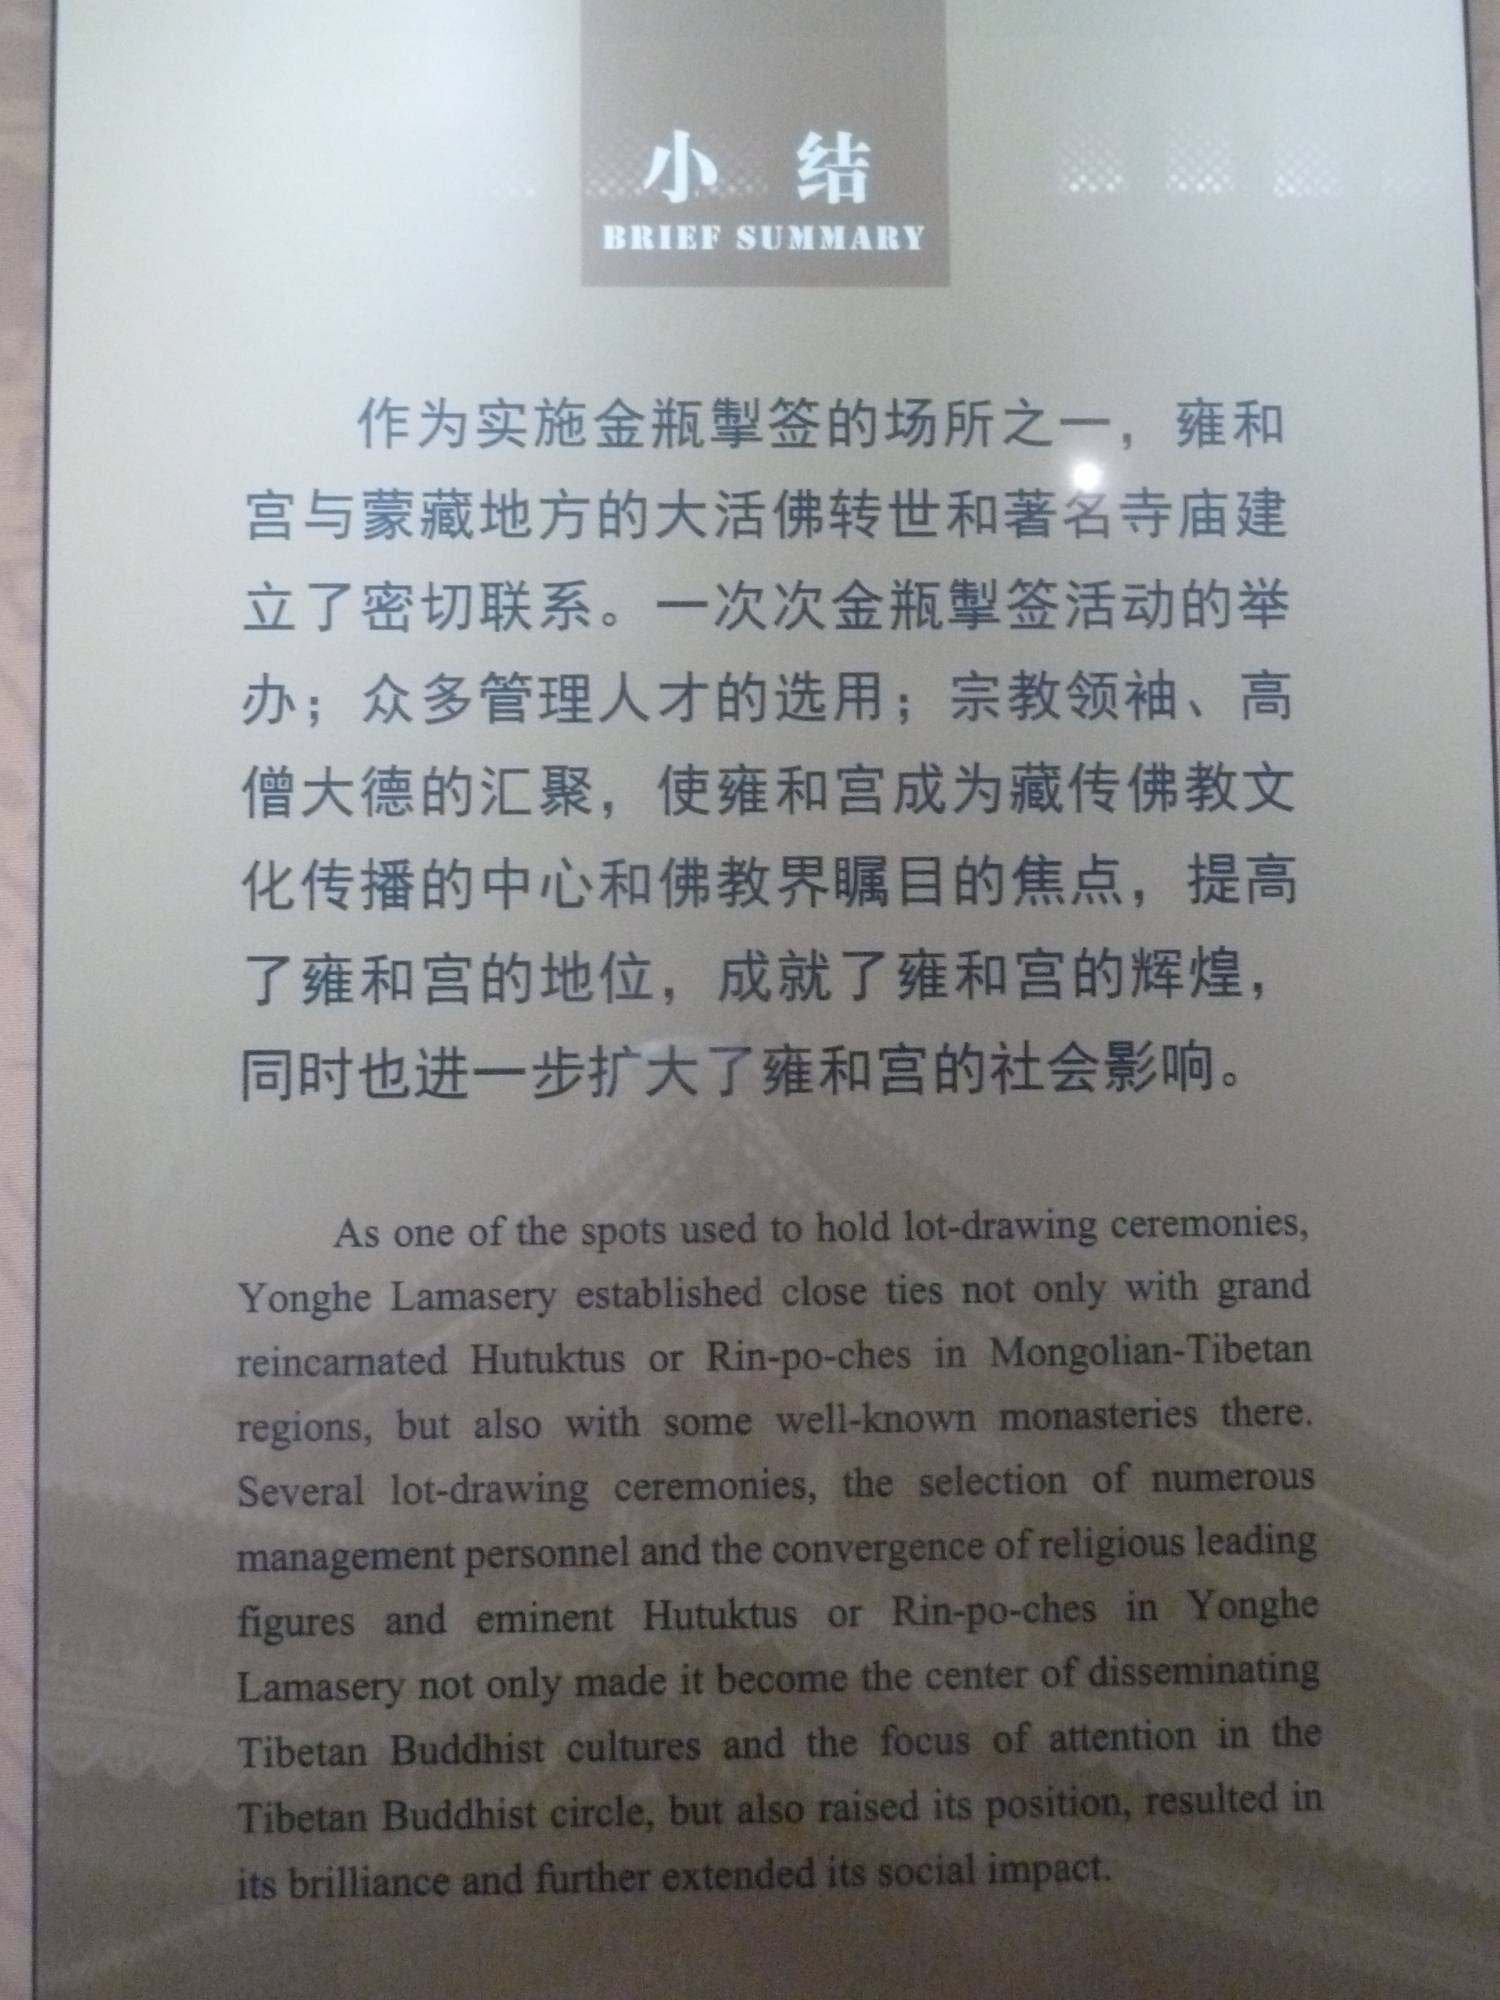 小 结
BRIEF SUMMARY
作为实施金瓶掣签的场所之一，雍和
宫与蒙藏地方的大活佛转世和著名寺庙建
立了密切联系。一次次金瓶掣签活动的举
办；众多管理人才的选用；宗教领袖、高
僧大德的汇聚，使雍和宫成为藏传佛教文
化传播的中心和佛教界瞩目的焦点，提高
了雍和宫的地位，成就了雍和宫的辉煌，
同时也进一步扩大了雍和宫的社会影响。
As one of the spots used to hold lot-drawing ceremonies,
Yonghe Lamasery established close ties not only with grand
reincarnated Hutuktus or Rin-po-ches in Mongolian-Tibetan
regions, but also with some well-known monasteries there.
Several lot-drawing ceremonies, the selection of numerous
management personnel and the convergence of religious leading
figures and eminent Hutuktus or Rin-po-ches in Yonghe
Lamasery not only made it become the center of disseminating
Tibetan Buddhist cultures and the focus of attention in the
Tibetan Buddhist circle, but also raised its position, resulted in
its brilliance and further extended its social impact.